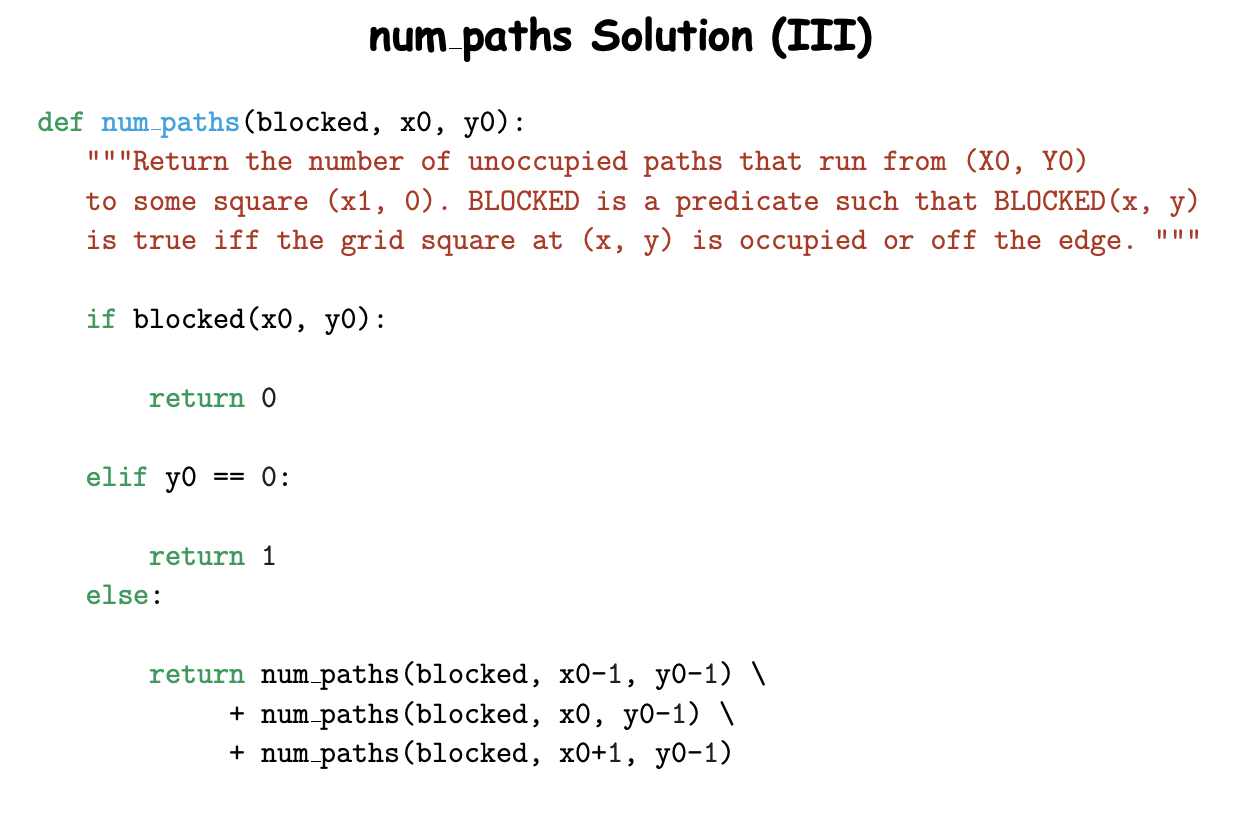 num_paths Solution (III)
def num_paths(blocked, x0, y0):
"""Return the number of unoccupied paths that run from (X0, Y0)
to some square (x1, 0). BLOCKED is a predicate such that BLOCKED(x, y)
is true iff the grid square at (x, y) is occupied or off the edge. """
if blocked(x0, y0):
return 0
elif y0 == 0:
return 1
else:
return num_paths(blocked, x0-1, y0-1) \
+ num_paths(blocked, x0, y0-1) \
+ num_paths(blocked, x0+1, y0-1)